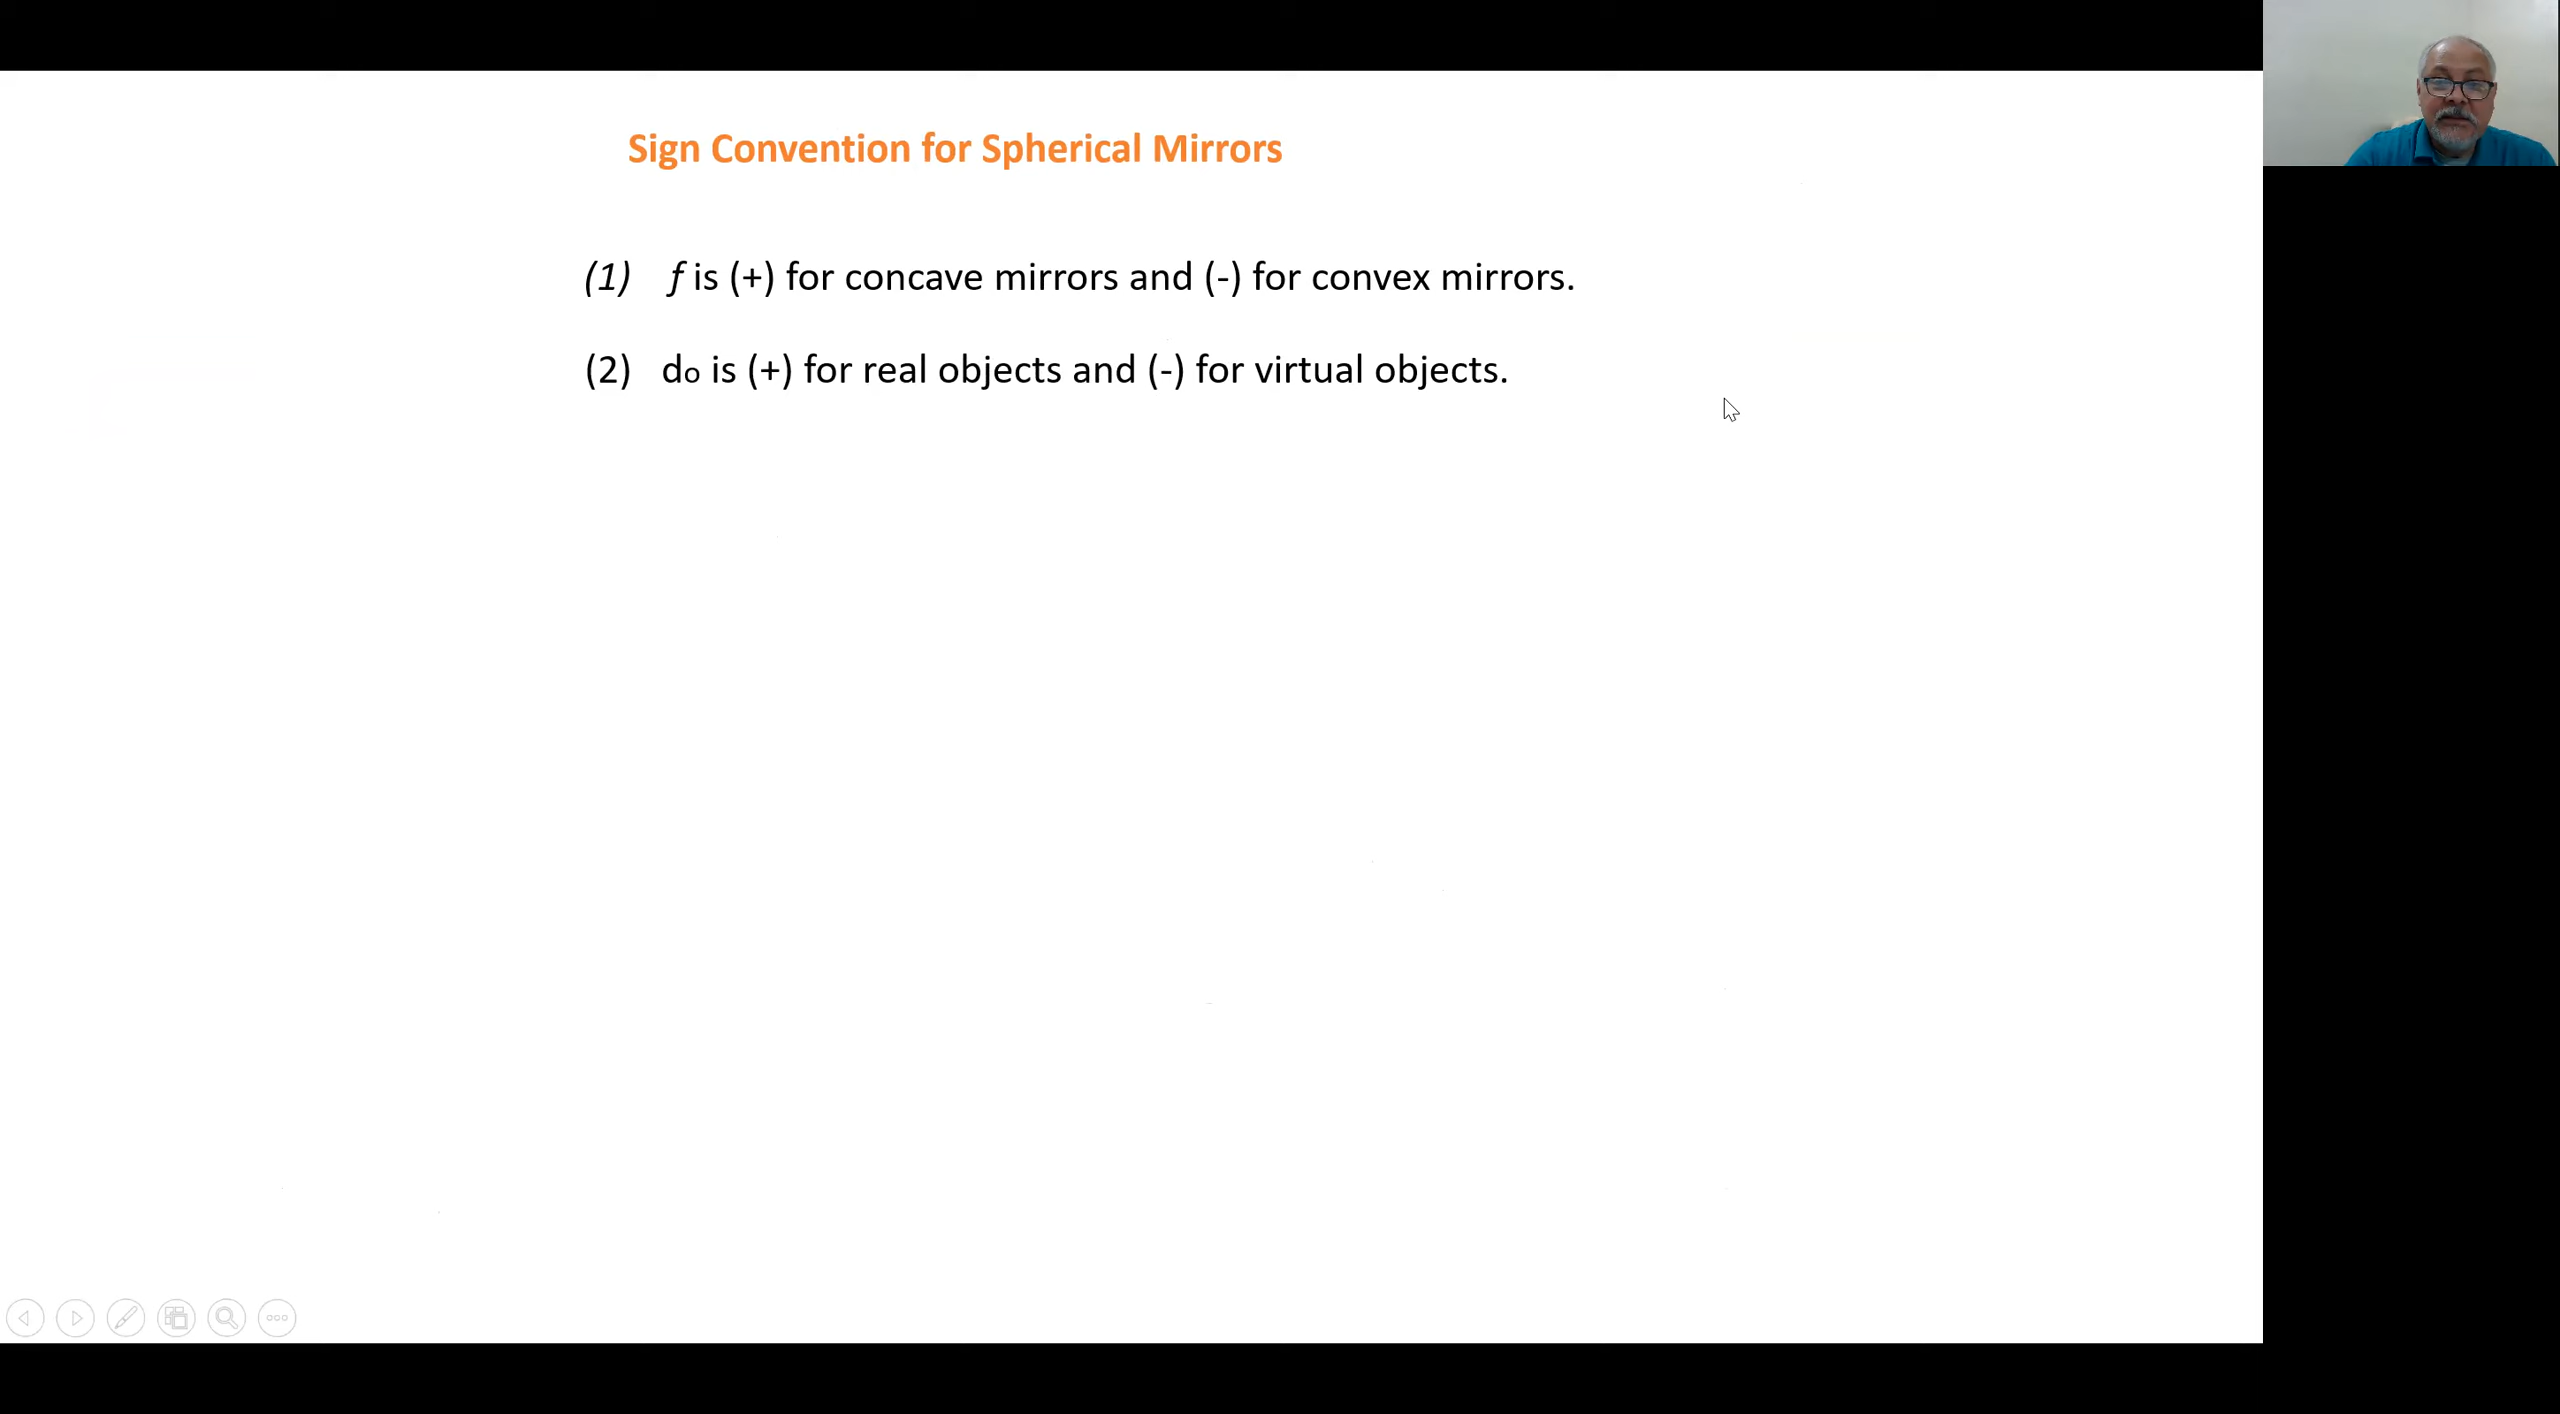 Sign Convention for Spherical Mirrors
(1) f is (+) for concave mirrors and (-) for convex mirrors.
(2) do is (+) for real objects and (-) for virtual objects.